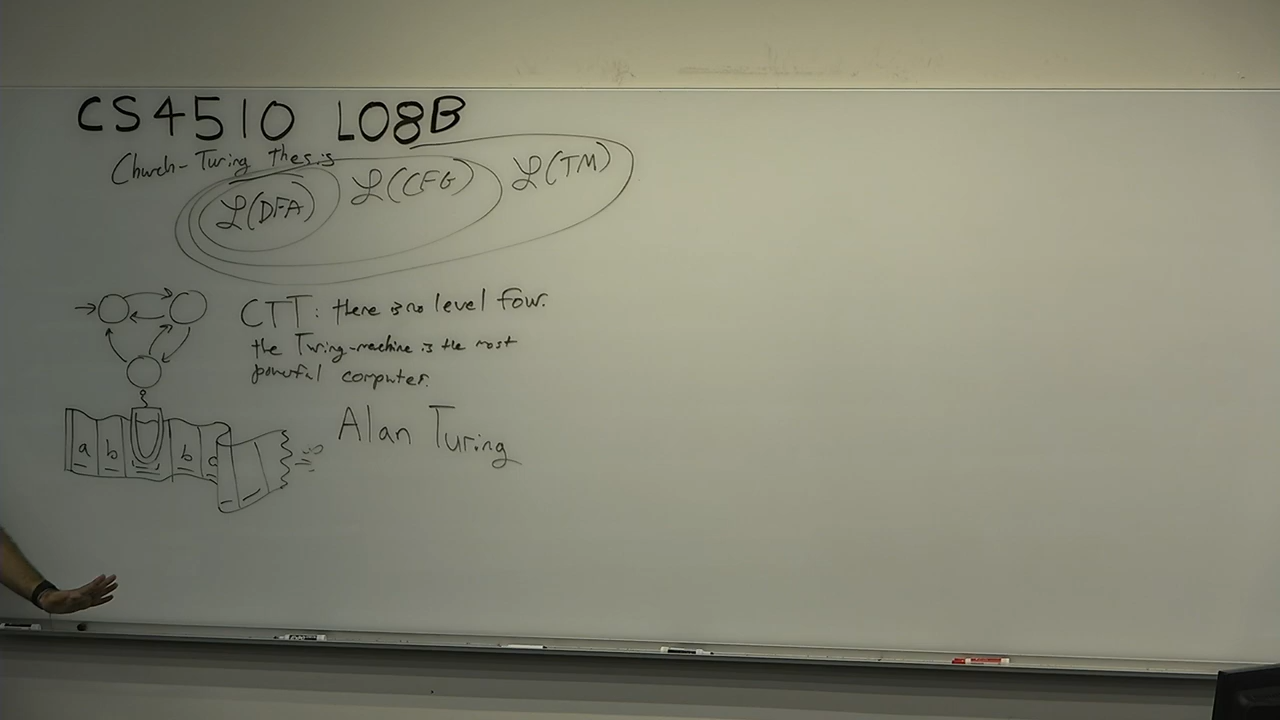 CS4510 L08B
Church-Turing thesis
L(DFA) L(CFG) L(TM)
CTT: there is no level four.
the Turing-machine is the most
powerful computer.
Alan Turing
a b b a